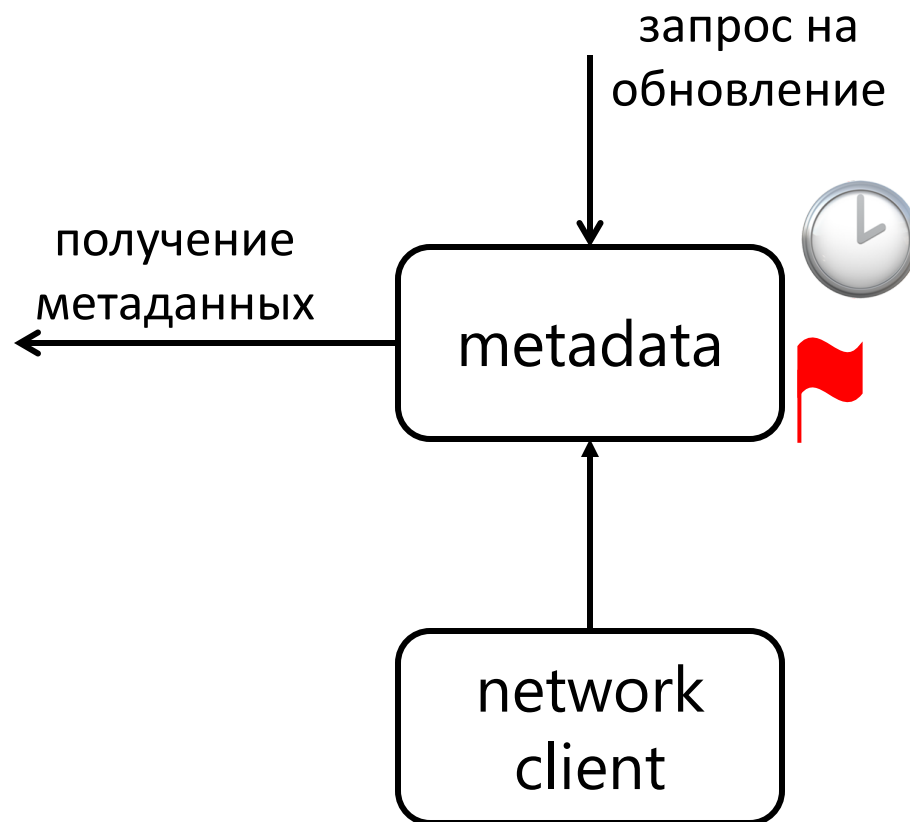 запрос на
обновление
получение
метаданных
metadata
network
client